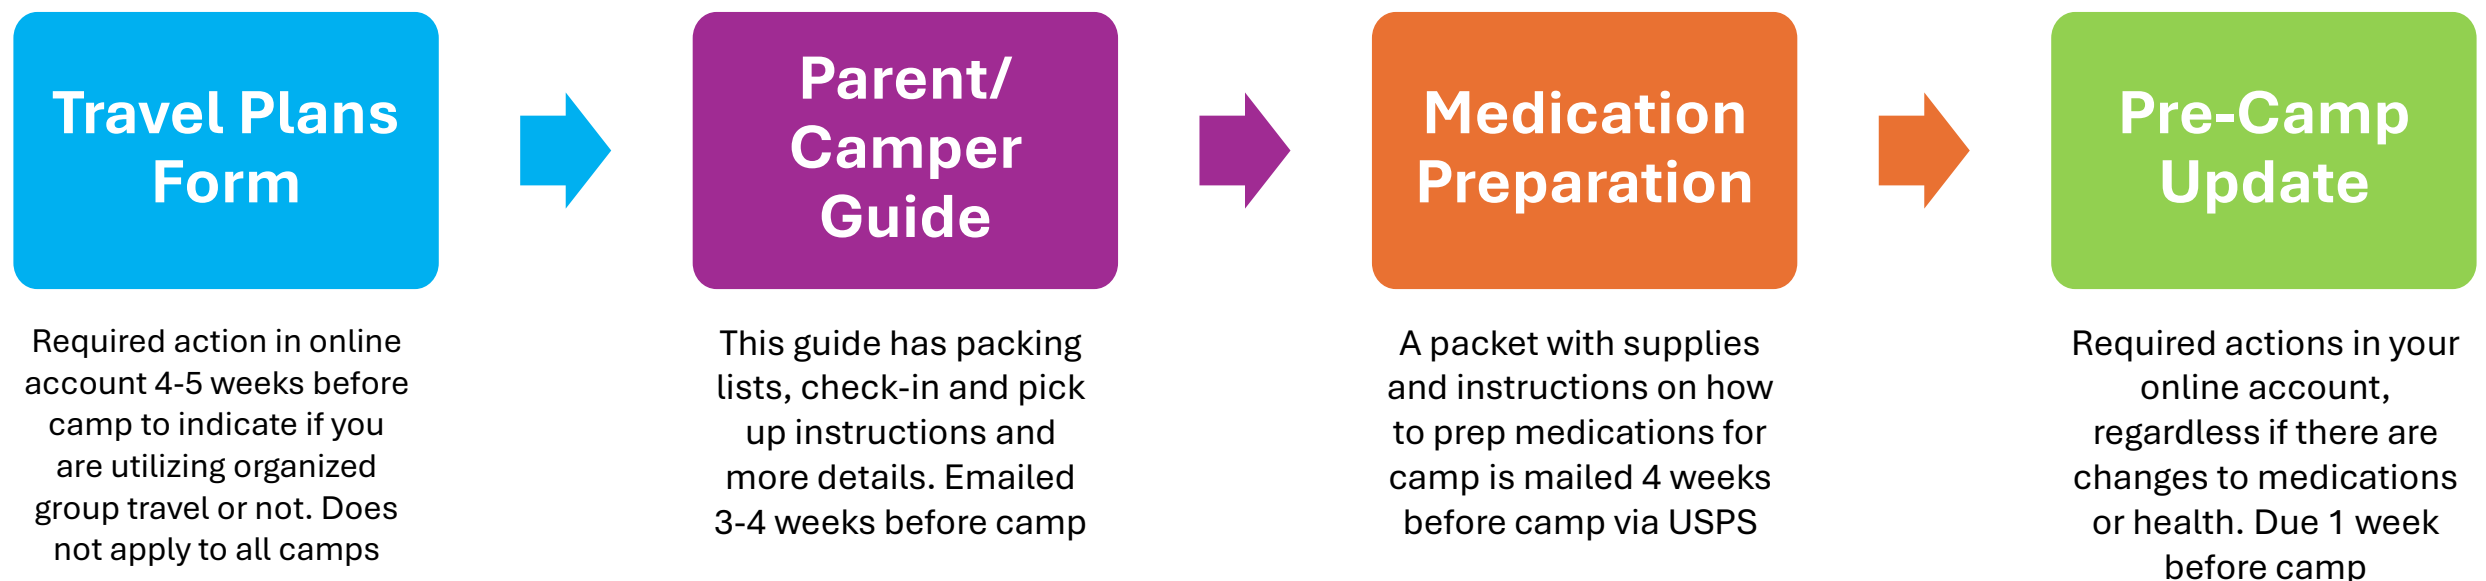 Travel Plans
Form
Required action in online
account 4-5 weeks before
camp to indicate if you
are utilizing organized
group travel or not. Does
not apply to all camps
Parent/
Camper
Guide
This guide has packing
lists, check-in and pick
up instructions and
more details. Emailed
3-4 weeks before camp
Medication
Preparation
A packet with supplies
and instructions on how
to prep medications for
camp is mailed 4 weeks
before camp via USPS
Pre-Camp
Update
Required actions in your
online account,
regardless if there are
changes to medications
or health. Due 1 week
before camp